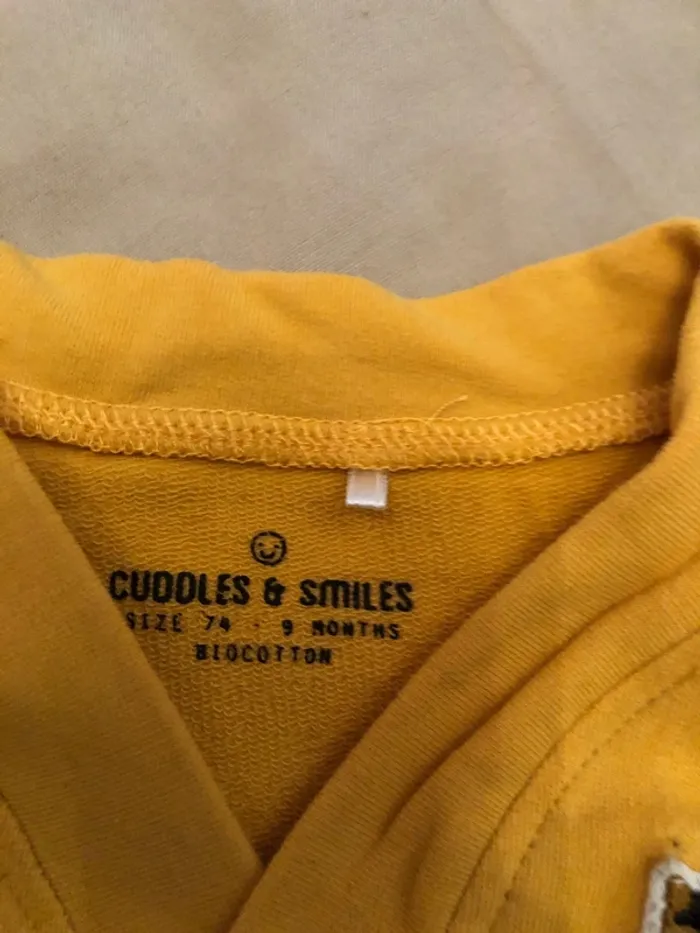 CUDDLES & SMILES
SIZE 74 - 9 MONTHS
BIOCOTTON